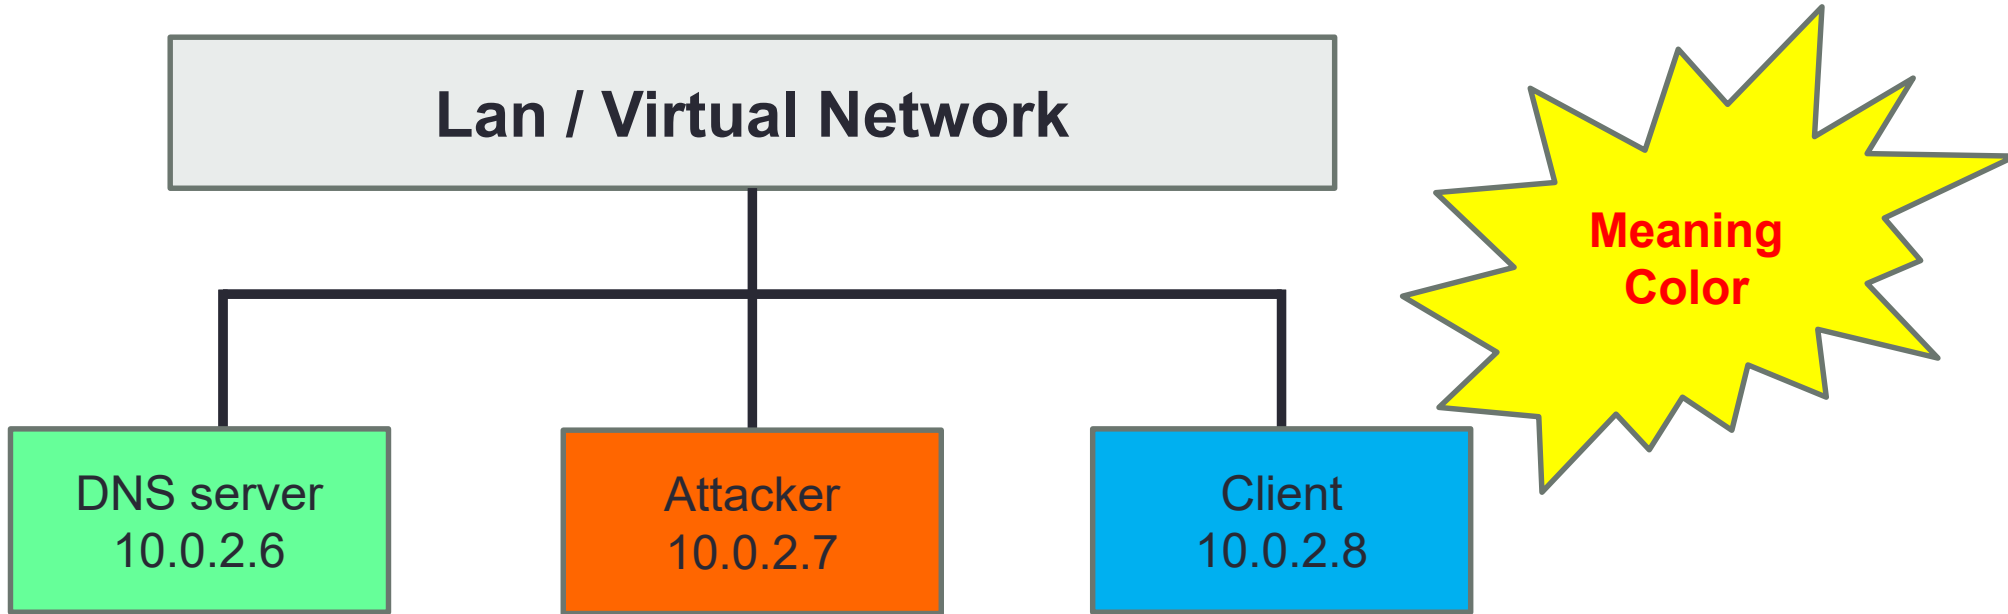 Lan / Virtual Network
Meaning
Color
DNS server
10.0.2.6
Attacker
10.0.2.7
Client
10.0.2.8